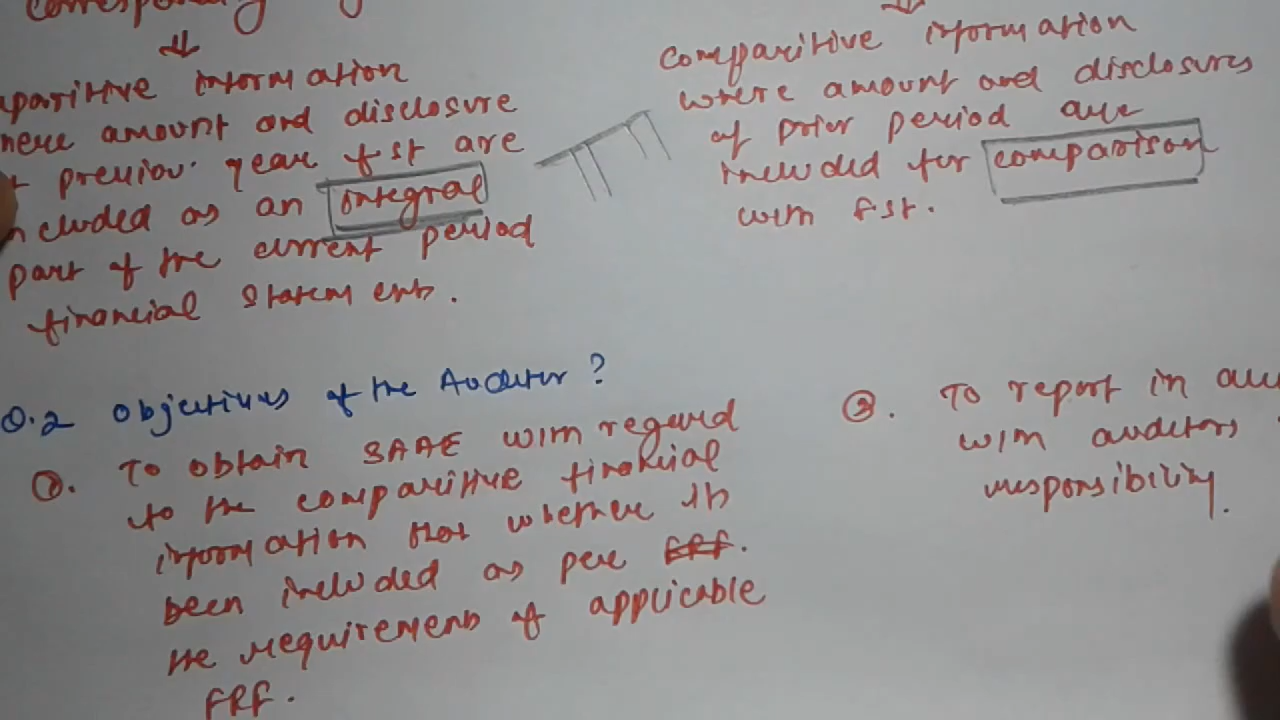 comparitive information
where amount and disclosure
previous year fst are
included as an integral
part of the current period
financial statements.
comparitive information
where amount and disclosures
of prior period are
included for comparison
with fst.
Q.2 Objectives of the Auditor?
①. To obtain SAAE with regard
to the comparitive financial
information that whether it
been included as per FRF.
the requirements of applicable
FRF.
②. To report in
with auditors
responsibility.